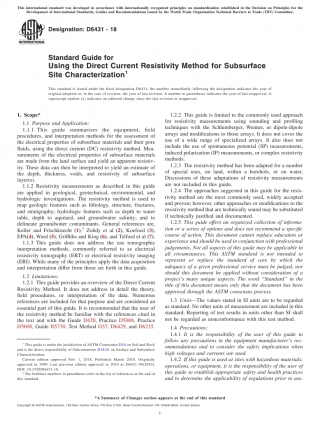 This international standard was developed in accordance with internationally recognized principles on standardization established in the Decision on Principles for the
Development of International Standards, Guides and Recommendations issued by the World Trade Organization Technical Barriers to Trade (TBT) Committee.
ASTM
INTERNATIONAL
Designation: D6431 − 18
Standard Guide for
Using the Direct Current Resistivity Method for Subsurface
Site Characterization1
This standard is issued under the fixed designation D6431; the number immediately following the designation indicates the year of
original adoption or, in the case of revision, the year of last revision. A number in parentheses indicates the year of last reapproval. A
superscript epsilon (ε) indicates an editorial change since the last revision or reapproval.
1. Scope*
1.1 Purpose and Application:
1.1.1 This guide summarizes the equipment, field
procedures, and interpretation methods for the assessment of
the electrical properties of subsurface materials and their pore
fluids, using the direct current (DC) resistivity method. Mea-
surements of the electrical properties of subsurface materials
are made from the land surface and yield an apparent resistiv-
ity. These data can then be interpreted to yield an estimate of
the depth, thickness, voids, and resistivity of subsurface
layer(s).
1.1.2 Resistivity measurements as described in this guide
are applied in geological, geotechnical, environmental, and
hydrologic investigations. The resistivity method is used to
map geologic features such as lithology, structure, fractures,
and stratigraphy; hydrologic features such as depth to water
table, depth to aquitard, and groundwater salinity; and to
delineate groundwater contaminants. General references are,
Keller and Frischknecht (1),2 Zohdy et al (2), Koefoed (3),
EPA(4), Ward (5), Griffiths and King (6), and Telford et al (7).
1.1.3 This guide does not address the use tomographic
interpretation methods, commonly referred to as electrical
resistivity tomography (ERT) or electrical resistivity imaging
(ERI). While many of the principles apply the data acquisition
and interpretation differ from those set forth in this guide.
1.2 Limitations:
1.2.1 This guide provides an overview of the Direct Current
Resistivity Method. It does not address in detail the theory,
field procedures, or interpretation of the data. Numerous
references are included for that purpose and are considered an
essential part of this guide. It is recommended that the user of
the resistivity method be familiar with the references cited in
the text and with the Guide D420, Practice D5088, Practice
D5608, Guide D5730, Test Method G57, D6429, and D6235.
1 This guide is under the jurisdiction of ASTM Committee D18 on Soil and Rock
and is the direct responsibility of Subcommittee D18.01 on Surface and Subsurface
Characterization.
Current edition approved Feb. 1, 2018. Published March 2018. Originally
approved in 1999. Last previous edition approved in 2010 as D6431–99(2010).
DOI: 10.1520/D6431-18.
2 The boldface numbers in parentheses refer to the list of references at the end of
this standard.
1.2.2 This guide is limited to the commonly used approach
for resistivity measurements using sounding and profiling
techniques with the Schlumberger, Wenner, or dipole-dipole
arrays and modifications to those arrays. It does not cover the
use of a wide range of specialized arrays. It also does not
include the use of spontaneous potential (SP) measurements,
induced polarization (IP) measurements, or complex resistivity
methods.
1.2.3 The resistivity method has been adapted for a number
of special uses, on land, within a borehole, or on water.
Discussions of these adaptations of resistivity measurements
are not included in this guide.
1.2.4 The approaches suggested in this guide for the resis-
tivity method are the most commonly used, widely accepted
and proven; however, other approaches or modifications to the
resistivity method that are technically sound may be substituted
if technically justified and documented.
1.2.5 This guide offers an organized collection of informa-
tion or a series of options and does not recommend a specific
course of action. This document cannot replace education or
experience and should be used in conjunction with professional
judgements. Not all aspects of this guide may be applicable in
all circumstances. This ASTM standard is not intended to
represent or replace the standard of care by which the
adequacy of a given professional service must be judged, nor
should this document be applied without consideration of a
project's many unique aspects. The word "Standard" in the
title of this document means only that the document has been
approved through the ASTM consensus process.
1.3 Units—The values stated in SI units are to be regarded
as standard. No other units of measurement are included in this
standard. Reporting of test results in units other than SI shall
not be regarded as nonconformance with this test method.
1.4 Precautions:
1.4.1 It is the responsibility of the user of this guide to
follow any precautions in the equipment manufacturer's rec-
ommendations and to consider the safety implications when
high voltages and currents are used.
1.4.2 If this guide is used at sites with hazardous materials,
operations, or equipment, it is the responsibility of the user of
this guide to establish appropriate safety and health practices
and to determine the applicability of regulations prior to use.
*A Summary of Changes section appears at the end of this standard
Copyright © ASTM International, 100 Barr Harbor Drive, PO Box C700, West Conshohocken, PA 19428-2959. United States
1